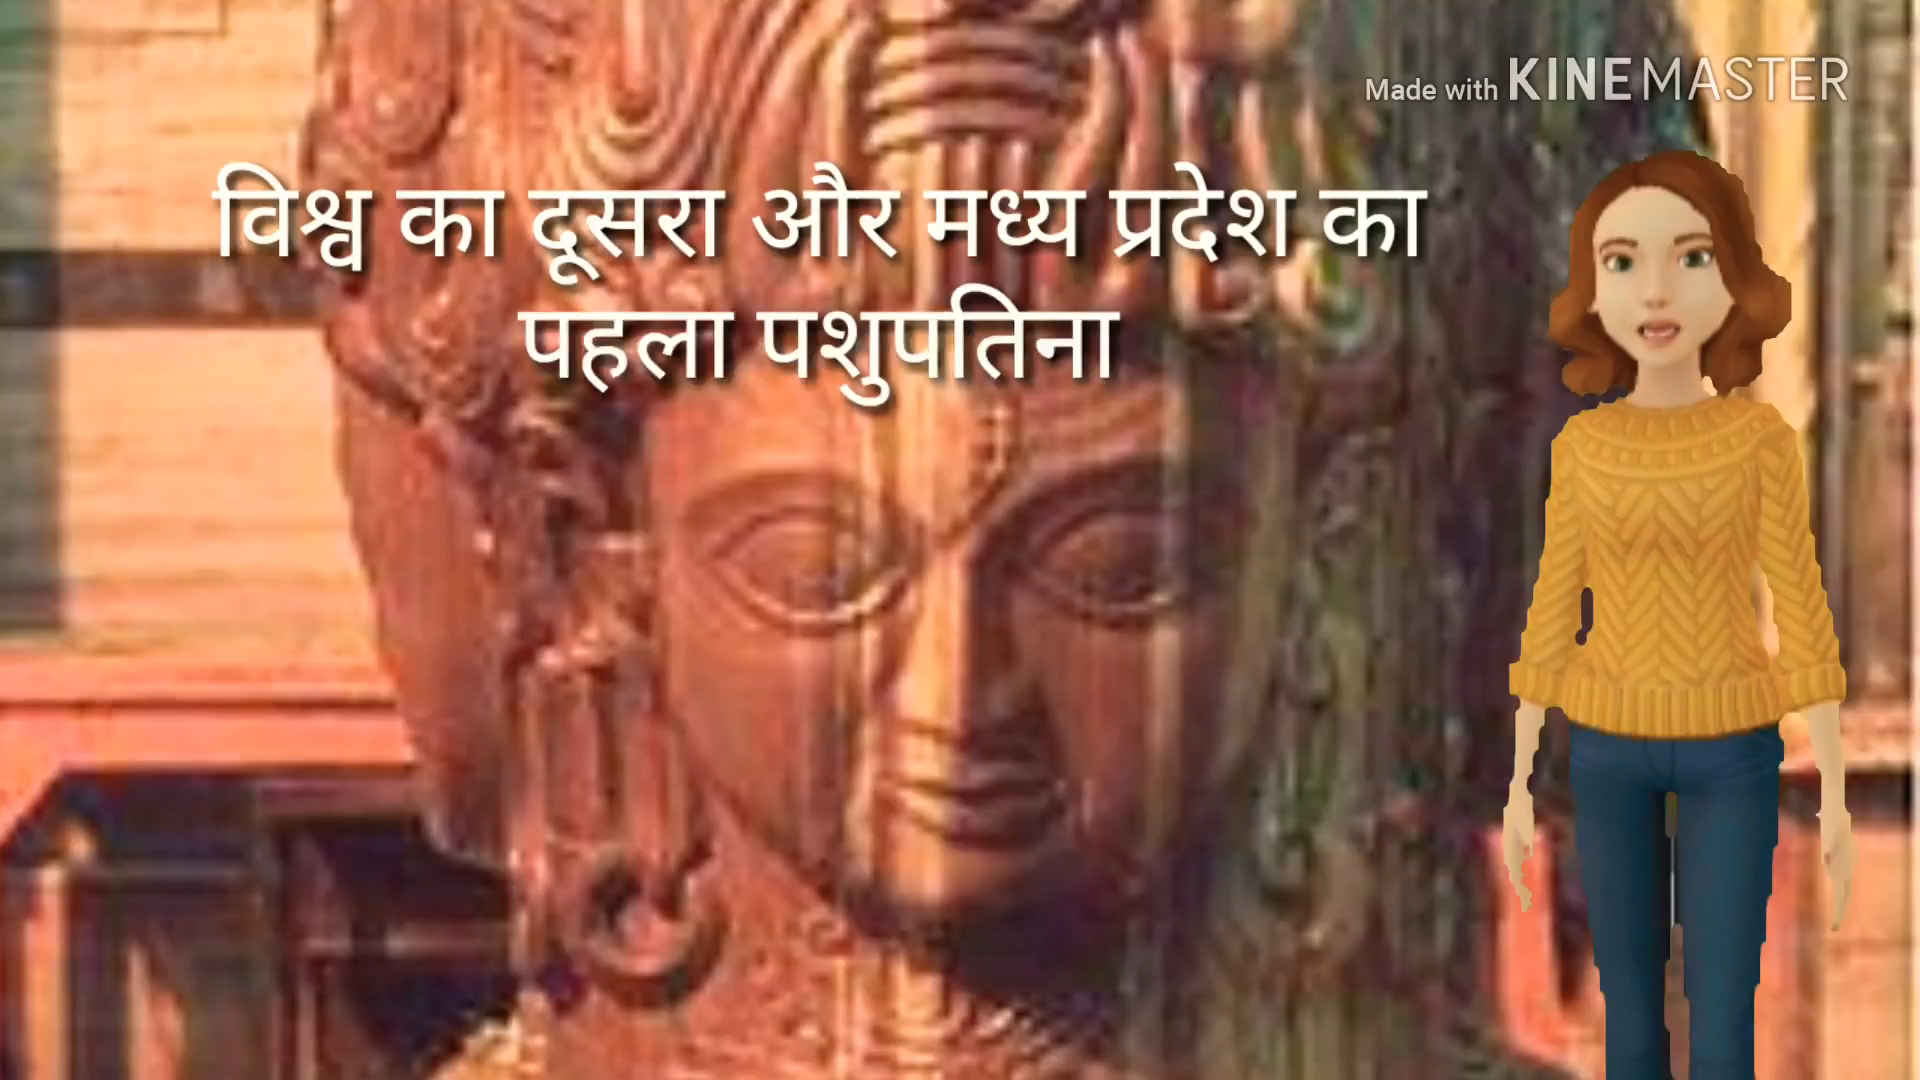 Made with KINEMASTER
विश्व का दूसरा और मध्य प्रदेश का
पहला पशुपतिना